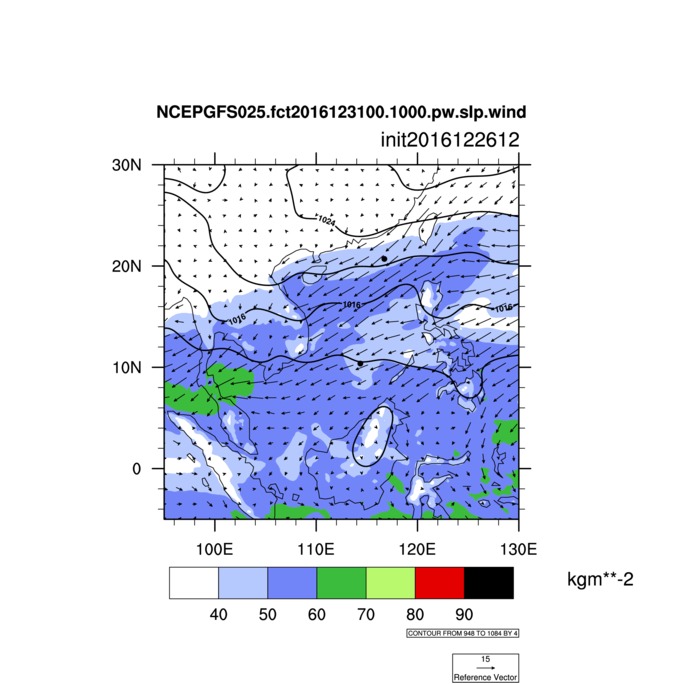 NCEPGFS025.fct2016123100.1000.pw.slp.wind
init2016122612
30N
1024
20N
1016
1016
1016
10N
0
100E 110E 120E 130E
kgm**-2
40 50 60 70 80 90
CONTOUR FROM 948 TO 1084 BY 4
15
Reference Vector